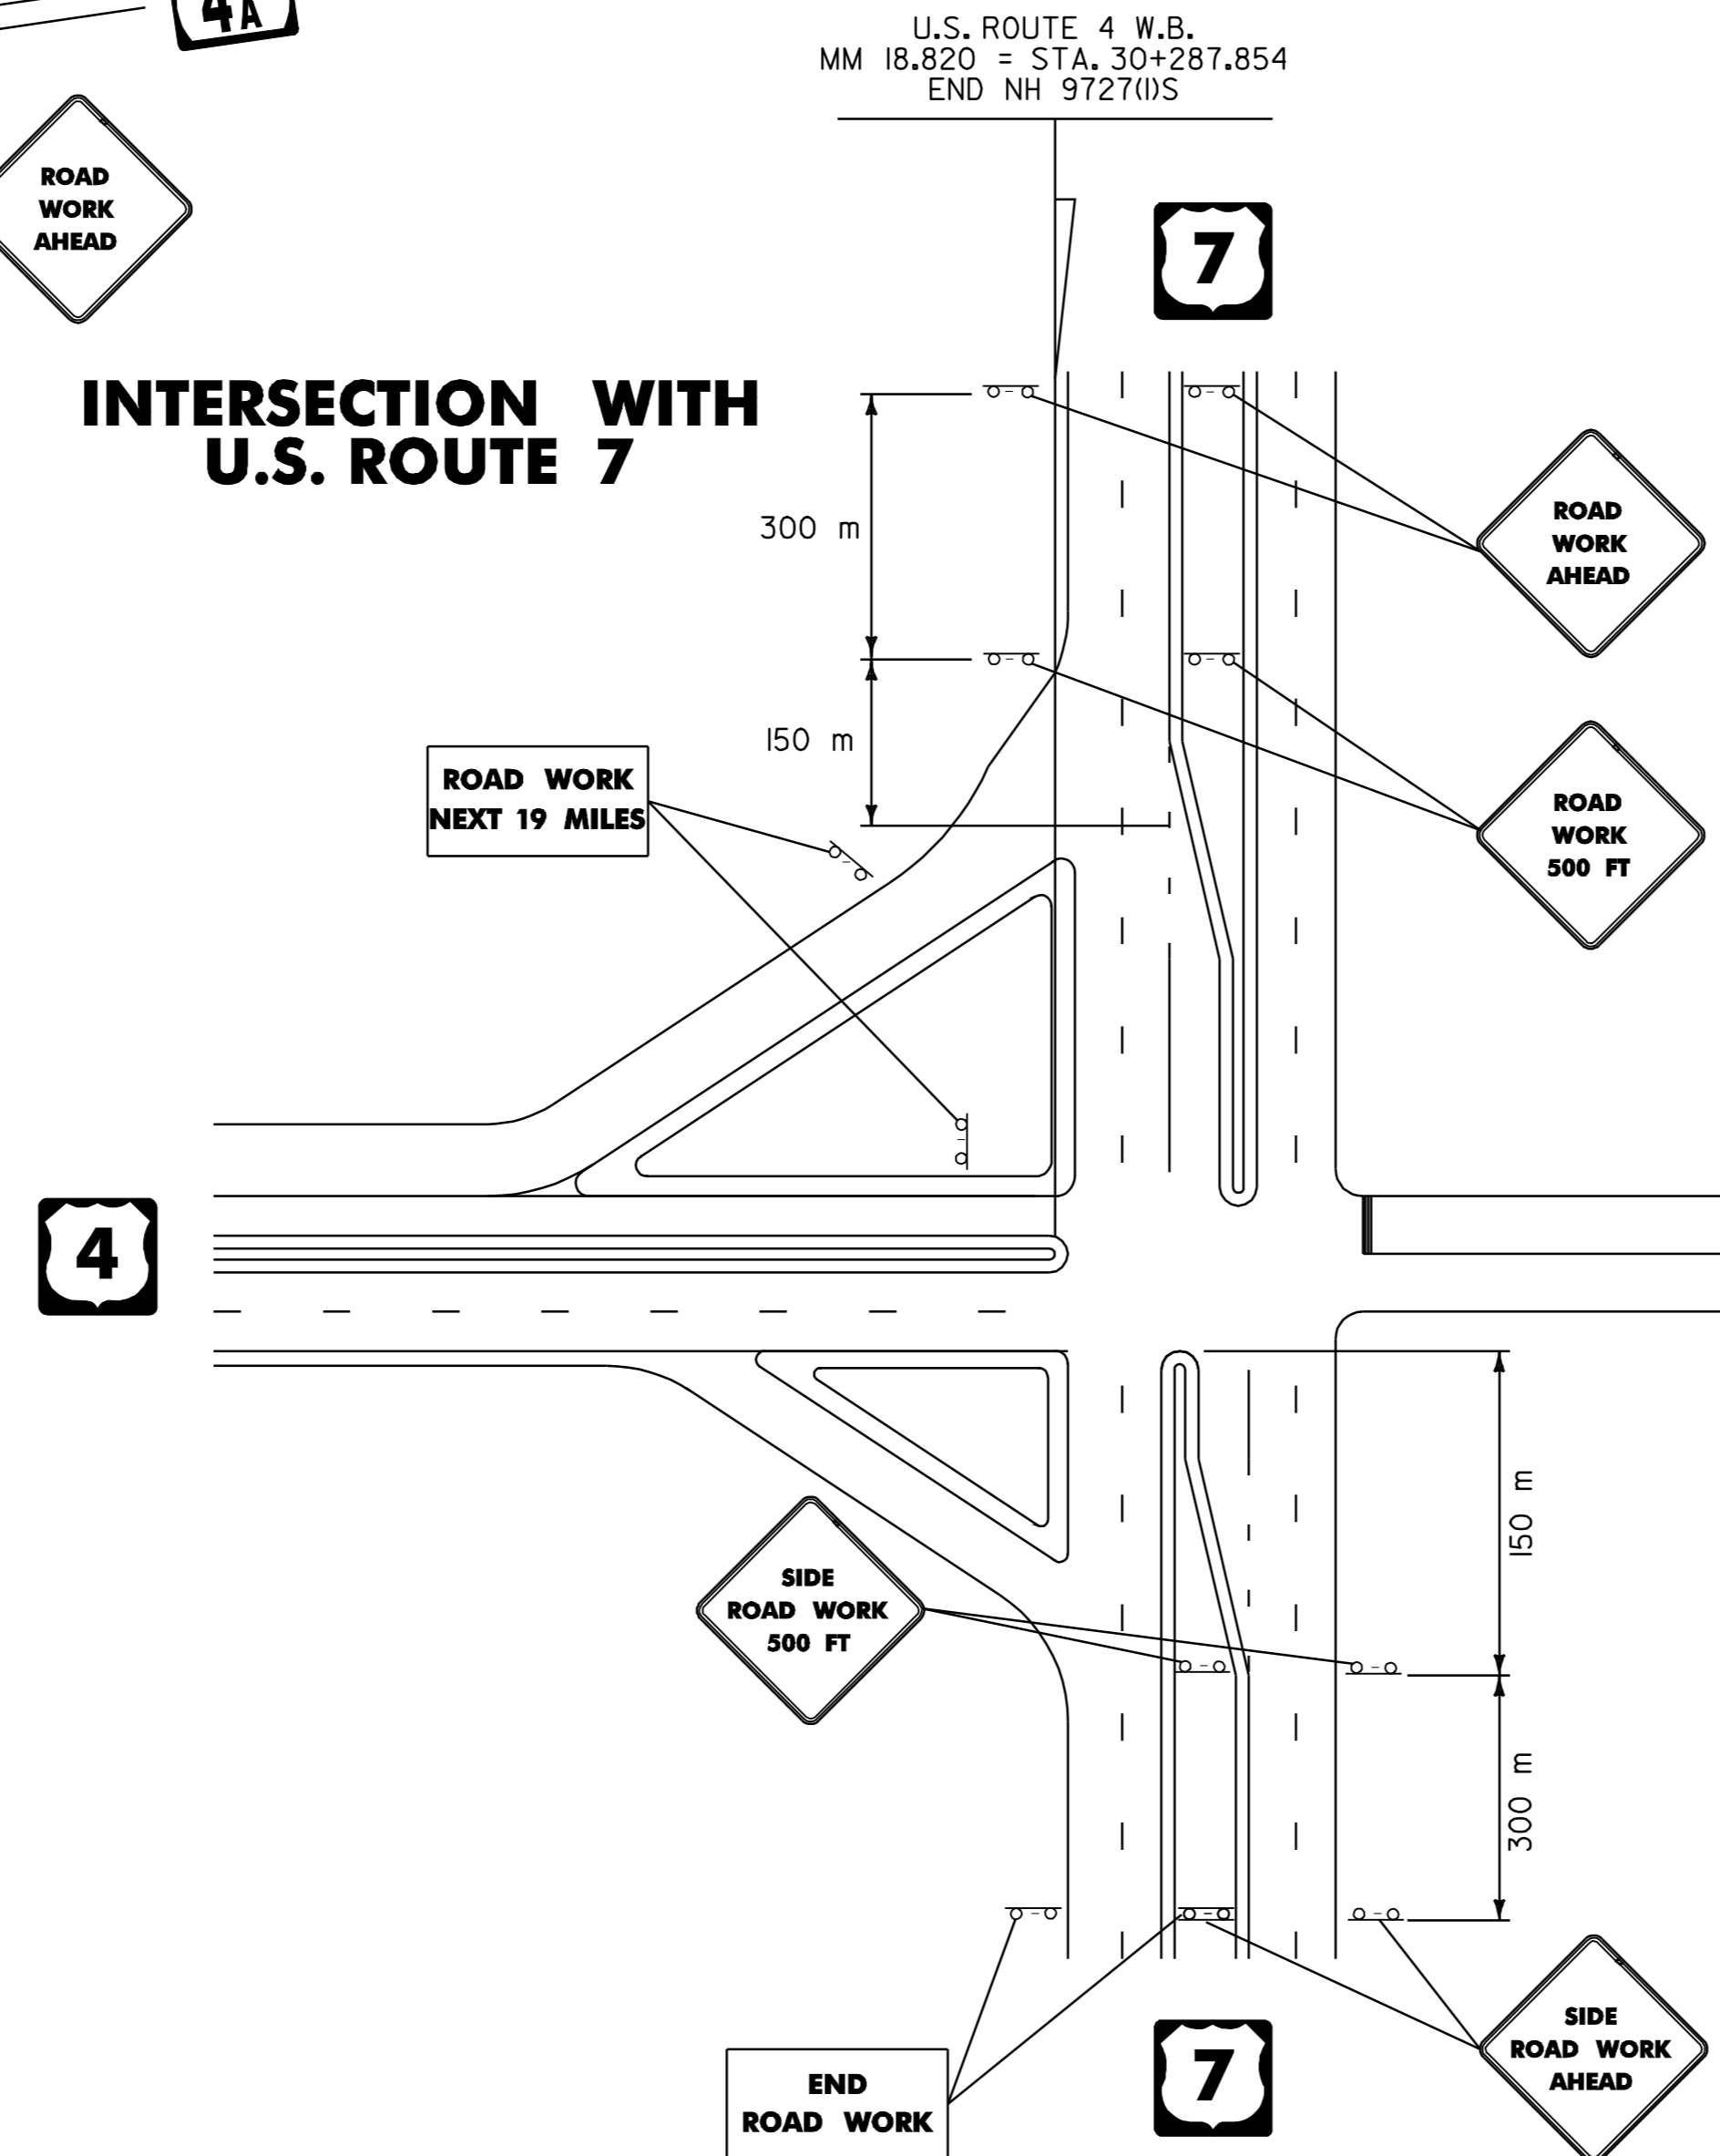 4A
U.S. ROUTE 4 W.B.
MM 18.820 = STA. 30+287.854
END NH 9727(1)S
ROAD
WORK
AHEAD
7
INTERSECTION WITH
U.S. ROUTE 7
300 m
ROAD
WORK
AHEAD
150 m
ROAD WORK
NEXT 19 MILES
ROAD
WORK
500 FT
4
150 m
SIDE
ROAD WORK
500 FT
300 m
SIDE
ROAD WORK
AHEAD
7
END
ROAD WORK